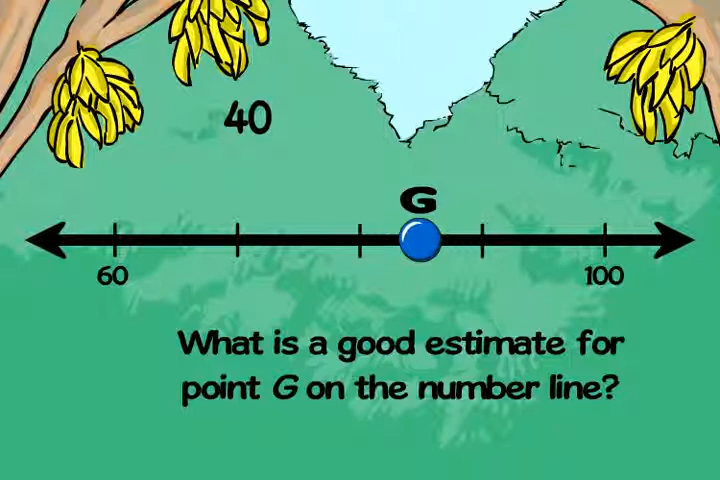 40
G
60 100
What is a good estimate for
point G on the number line?